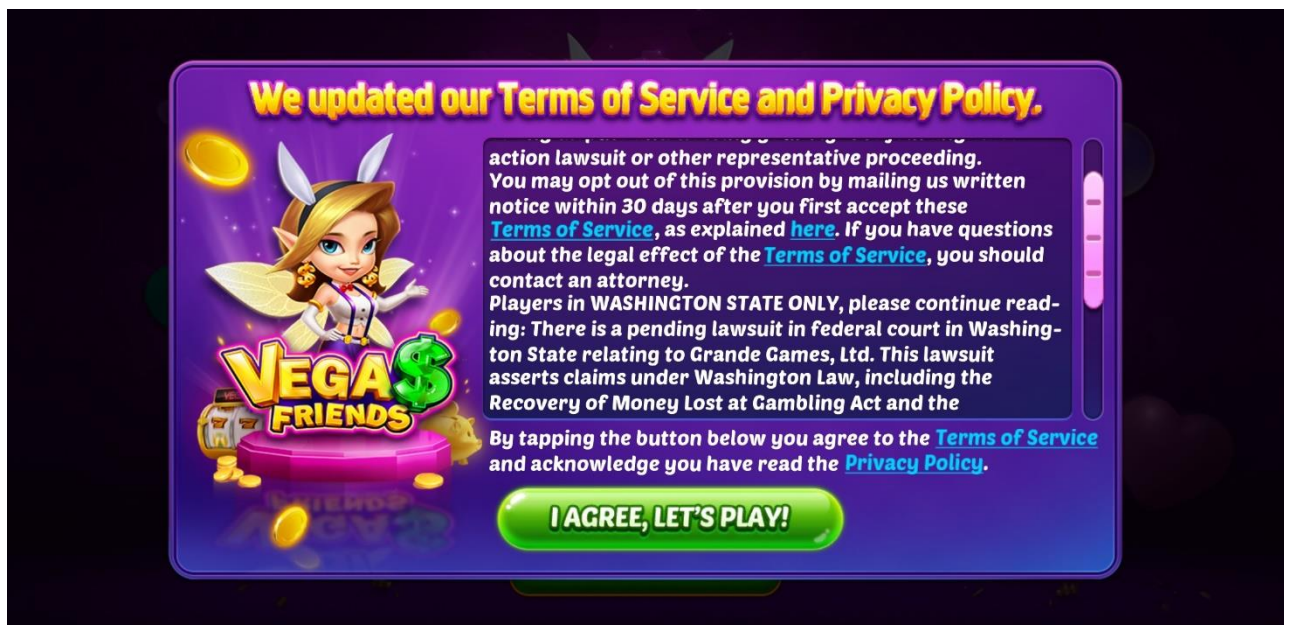 We updated our Terms of Service and Privacy Policy.
action lawsuit or other representative proceeding.
You may opt out of this provision by mailing us written
notice within 30 days after you first accept these
Terms of Service, as explained here. If you have questions
about the legal effect of the Terms of Service, you should
contact an attorney.
Players in WASHINGTON STATE ONLY, please continue read-
ing: There is a pending lawsuit in federal court in Washing-
ton State relating to Grande Games, Ltd. This lawsuit
asserts claims under Washington Law, including the
Recovery of Money Lost at Gambling Act and the
VEGA$
FRIENDS
By tapping the button below you agree to the Terms of Service
and acknowledge you have read the Privacy Policy.
I AGREE, LET'S PLAY!